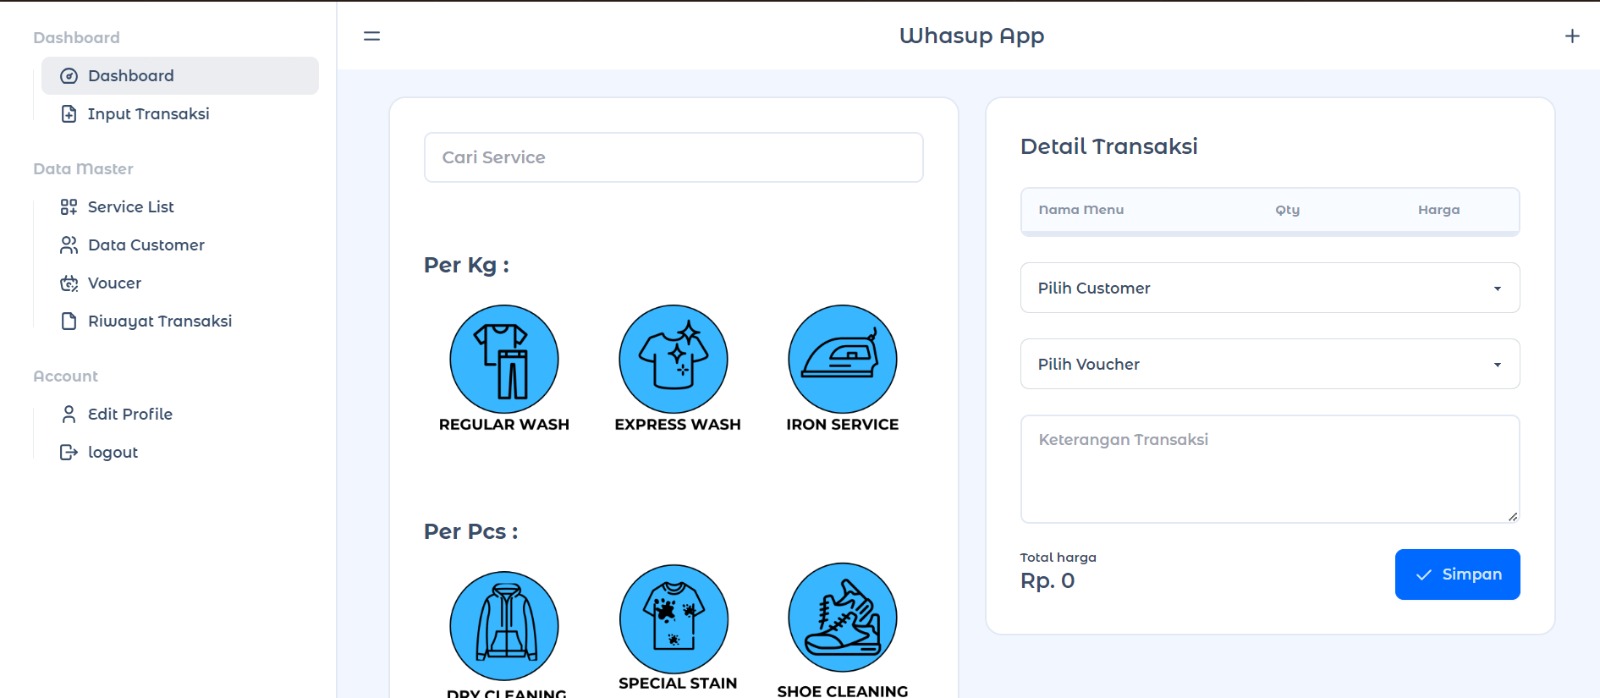 Dashboard
Dashboard
Input Transaksi
Data Master
Service List
Data Customer
Voucer
Riwayat Transaksi
Account
Edit Profile
logout
Whasup App
Cari Service
Per Kg :
REGULAR WASH
EXPRESS WASH
IRON SERVICE
Per Pcs :
DRY CLEANING
SPECIAL STAIN
SHOE CLEANING
Detail Transaksi
Nama Menu Qty Harga
Pilih Customer
Pilih Voucher
Keterangan Transaksi
Total harga
Rp. 0
Simpan